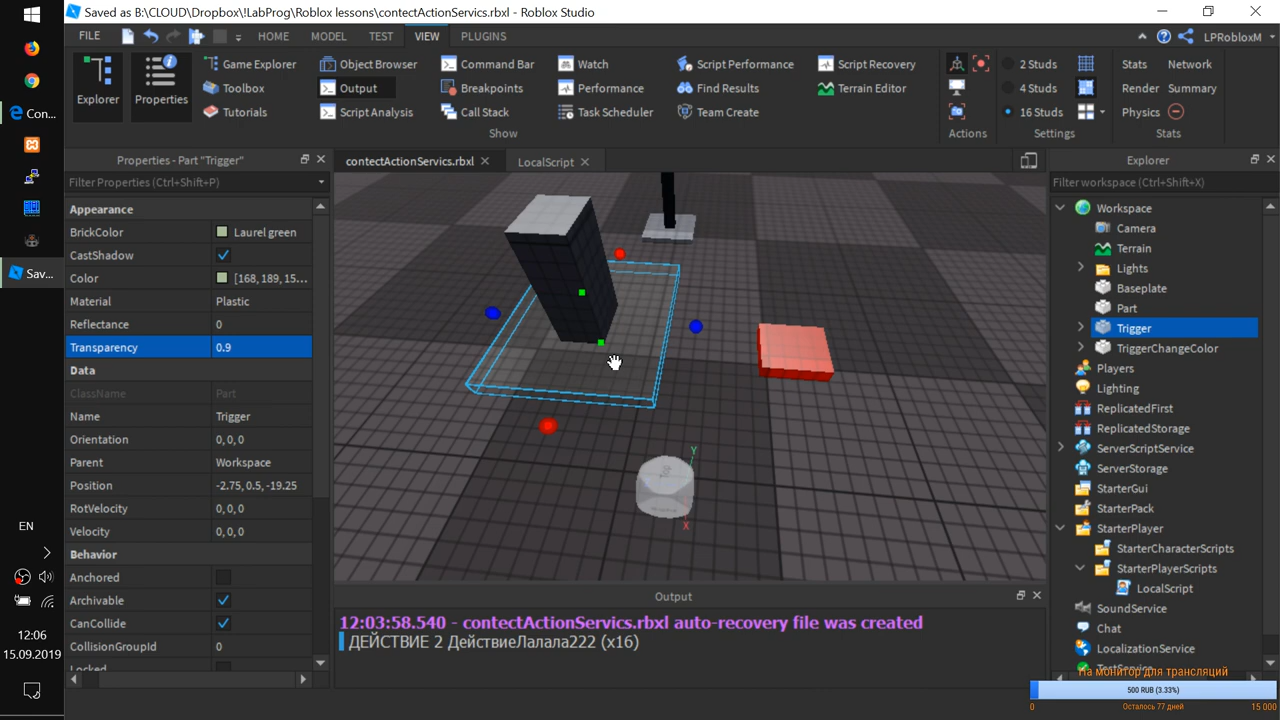 Saved as B:\CLOUD\Dropbox\!LabProg\Roblox lessons\contectActionServics.rbxl - Roblox Studio
FILE HOME MODEL TEST VIEW PLUGINS LPRobloxM
Explorer
Properties
Game Explorer
Toolbox
Tutorials
Object Browser
Output
Script Analysis
Command Bar
Breakpoints
Call Stack
Watch
Performance
Task Scheduler
Script Performance
Find Results
Team Create
Script Recovery
Terrain Editor
Show
Actions
2 Studs
4 Studs
16 Studs
Settings
Stats Network
Render Summary
Physics
Stats
Con...
Sav...
EN
12:06
15.09.2019
Properties - Part "Trigger"
Filter Properties (Ctrl+Shift+P)
Appearance
BrickColor Laurel green
CastShadow
Color [168, 189, 15...
Material Plastic
Reflectance 0
Transparency 0.9
Data
ClassName Part
Name Trigger
Orientation 0,0,0
Parent Workspace
Position -2.75, 0.5, -19.25
RotVelocity 0,0,0
Velocity 0,0,0
Behavior
Anchored
Archivable
CanCollide
CollisionGroupId 0
Locked
contectActionServics.rbxl
LocalScript
Y
X
Output
12:03:58.540 - contectActionServics.rbxl auto-recovery file was created
ДЕЙСТВИЕ 2 ДействиеЛалала222 (x16)
Explorer
Filter workspace (Ctrl+Shift+X)
Workspace
Camera
Terrain
Lights
Baseplate
Part
Trigger
TriggerChangeColor
Players
Lighting
ReplicatedFirst
ReplicatedStorage
ServerScriptService
ServerStorage
StarterGui
StarterPack
StarterPlayer
StarterCharacterScripts
StarterPlayerScripts
LocalScript
SoundService
Chat
LocalizationService
TestService
На монитор для трансляций
500 RUB (3.33%)
0 Осталось 77 дней 15 000